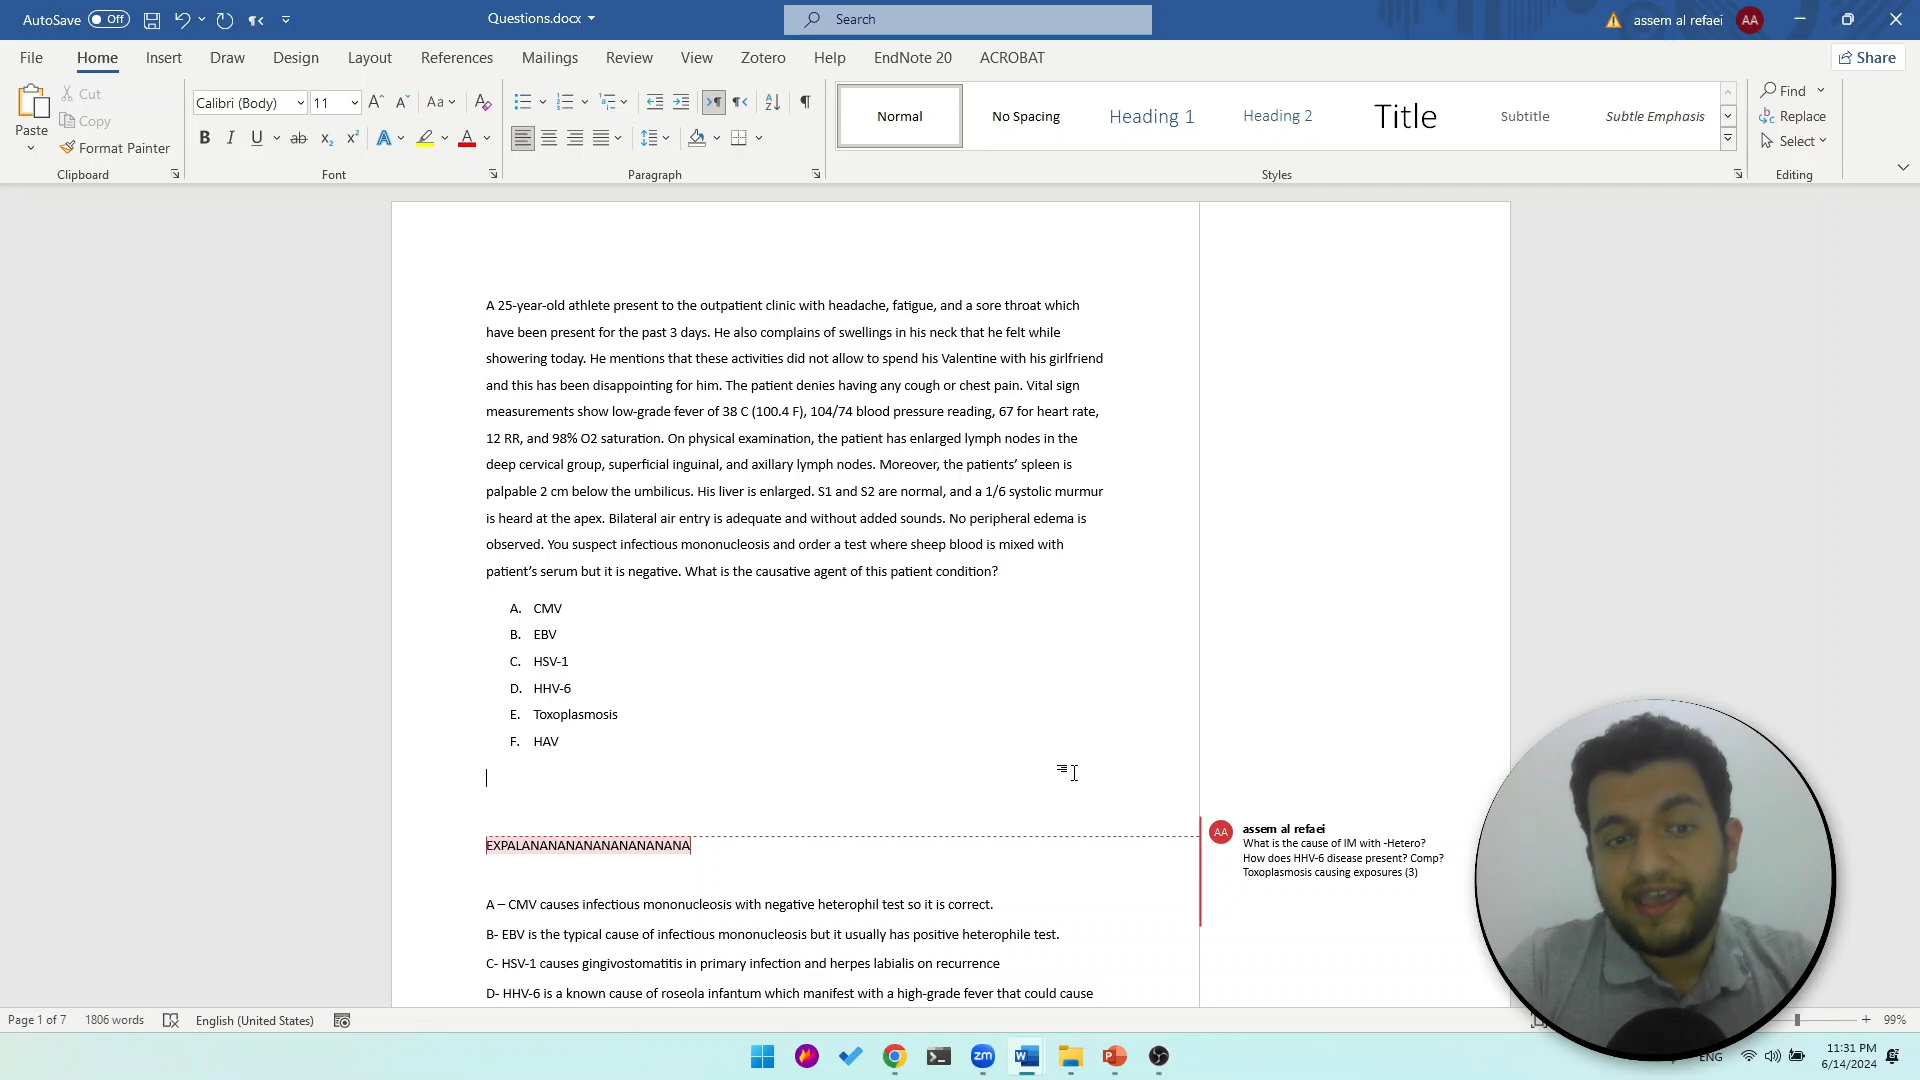 AutoSave Off Questions.docx Search assem al refaei AA
File Home Insert Draw Design Layout References Mailings Review View Zotero Help EndNote 20 ACROBAT Share
Paste Cut Copy Format Painter
Calibri (Body) 11
Normal No Spacing Heading 1 Heading 2 Title Subtitle Subtle Emphasis
Find Replace Select
Clipboard Font Paragraph Styles Editing
A 25-year-old athlete present to the outpatient clinic with headache, fatigue, and a sore throat which
have been present for the past 3 days. He also complains of swellings in his neck that he felt while
showering today. He mentions that these activities did not allow to spend his Valentine with his girlfriend
and this has been disappointing for him. The patient denies having any cough or chest pain. Vital sign
measurements show low-grade fever of 38 C (100.4 F), 104/74 blood pressure reading, 67 for heart rate,
12 RR, and 98% O2 saturation. On physical examination, the patient has enlarged lymph nodes in the
deep cervical group, superficial inguinal, and axillary lymph nodes. Moreover, the patients’ spleen is
palpable 2 cm below the umbilicus. His liver is enlarged. S1 and S2 are normal, and a 1/6 systolic murmur
is heard at the apex. Bilateral air entry is adequate and without added sounds. No peripheral edema is
observed. You suspect infectious mononucleosis and order a test where sheep blood is mixed with
patient’s serum but it is negative. What is the causative agent of this patient condition?
A. CMV
B. EBV
C. HSV-1
D. HHV-6
E. Toxoplasmosis
F. HAV
EXPALANANANANANANANANANA
AA assem al refaei
What is the cause of IM with -Hetero?
How does HHV-6 disease present? Comp?
Toxoplasmosis causing exposures (3)
A – CMV causes infectious mononucleosis with negative heterophil test so it is correct.
B- EBV is the typical cause of infectious mononucleosis but it usually has positive heterophile test.
C- HSV-1 causes gingivostomatitis in primary infection and herpes labialis on recurrence
D- HHV-6 is a known cause of roseola infantum which manifest with a high-grade fever that could cause
Page 1 of 7 1806 words English (United States) 99%
ENG 11:31 PM
6/14/2024